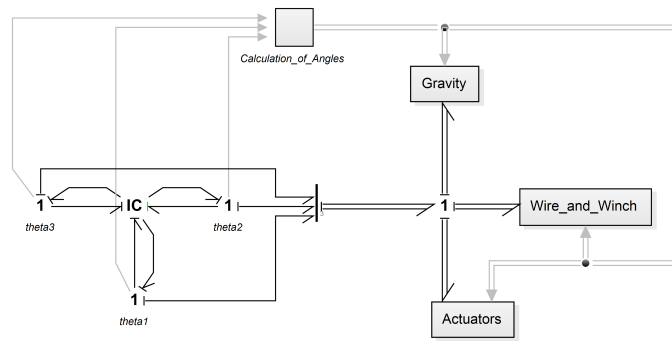 Calculation_of_Angles
Gravity
1 IC 1 1 Wire_and_Winch
theta3 theta2
1
theta1
Actuators